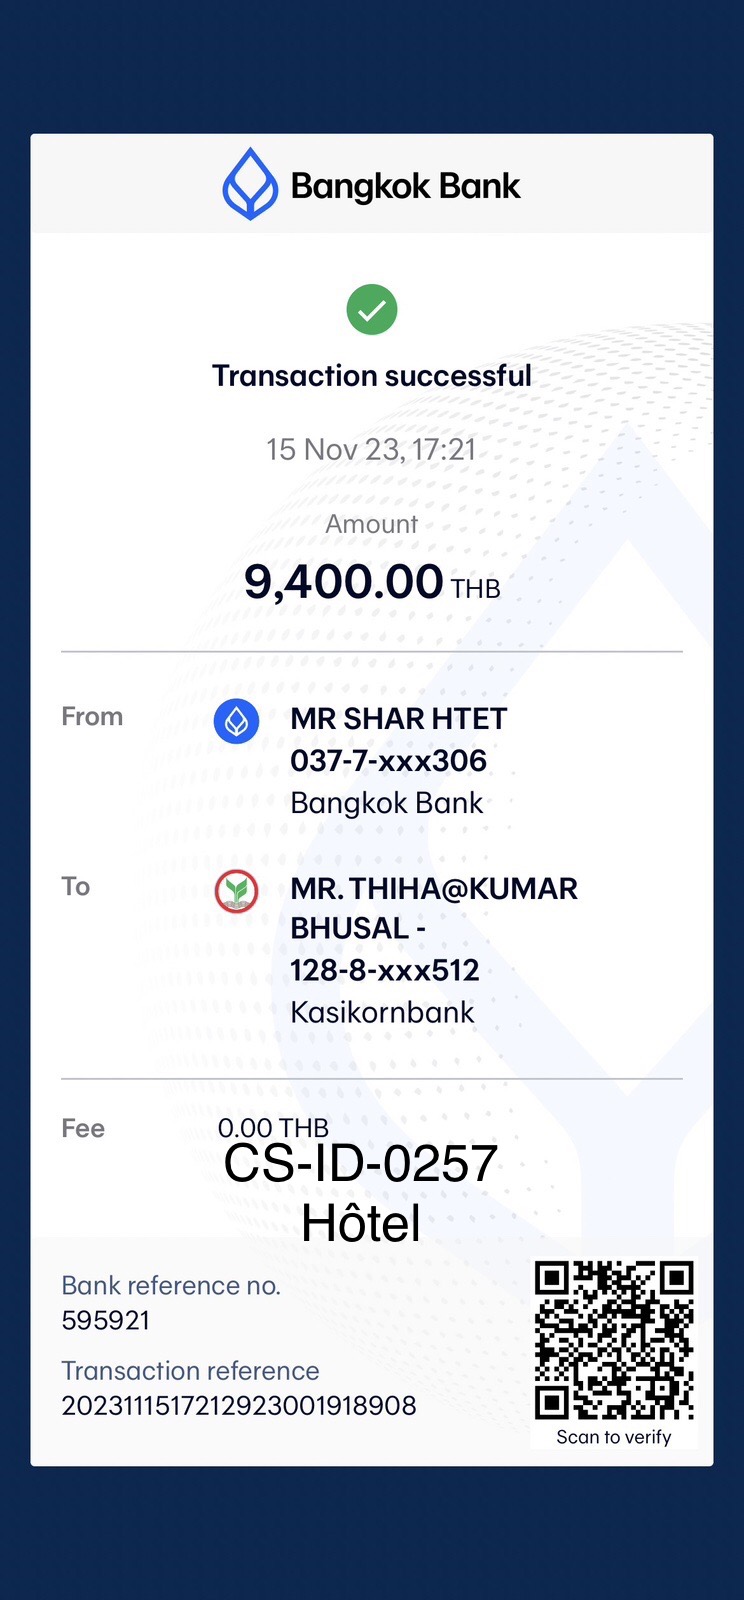 Bangkok Bank
Transaction successful
15 Nov 23, 17:21
Amount
9,400.00 THB
From
MR SHAR HTET
037-7-xxx306
Bangkok Bank
To
MR. THIHA@KUMAR
BHUSAL -
128-8-xxx512
Kasikornbank
Fee
0.00 THB
CS-ID-0257
Hôtel
Bank reference no.
595921
Transaction reference
2023111517212923001918908
Scan to verify